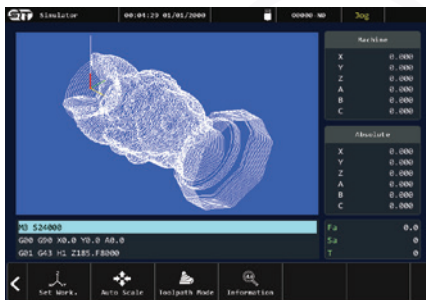 Simulator 00:04:29 01/01/2000 00000 N0 Jog
Machine
X 0.000
Y 0.000
Z 0.000
A 0.000
B 0.000
C 0.000
Absolute
X 0.000
Y 0.000
Z 0.000
A 0.000
B 0.000
C 0.000
M3 S24000
G00 G90 X0.0 Y0.0 A0.0
G01 G43 H1 Z185.F8000
Fa 0.0
Sa 0
T 0
Set Work. Auto Scale Toolpath Mode Information